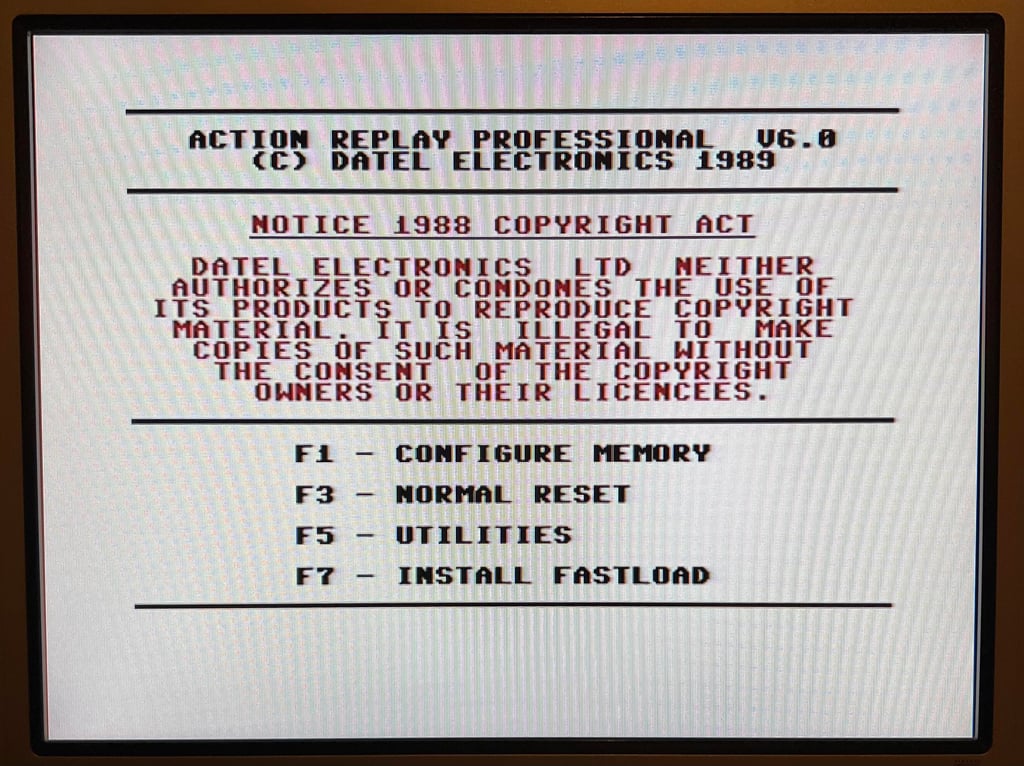 ACTION REPLAY PROFESSIONAL V6.0
(C) DATEL ELECTRONICS 1989
NOTICE 1988 COPYRIGHT ACT
DATEL ELECTRONICS LTD NEITHER
AUTHORIZES OR CONDONES THE USE OF
ITS PRODUCTS TO REPRODUCE COPYRIGHT
MATERIAL. IT IS ILLEGAL TO MAKE
COPIES OF SUCH MATERIAL WITHOUT
THE CONSENT OF THE COPYRIGHT
OWNERS OR THEIR LICENCEES.
F1 - CONFIGURE MEMORY
F3 - NORMAL RESET
F5 - UTILITIES
F7 - INSTALL FASTLOAD